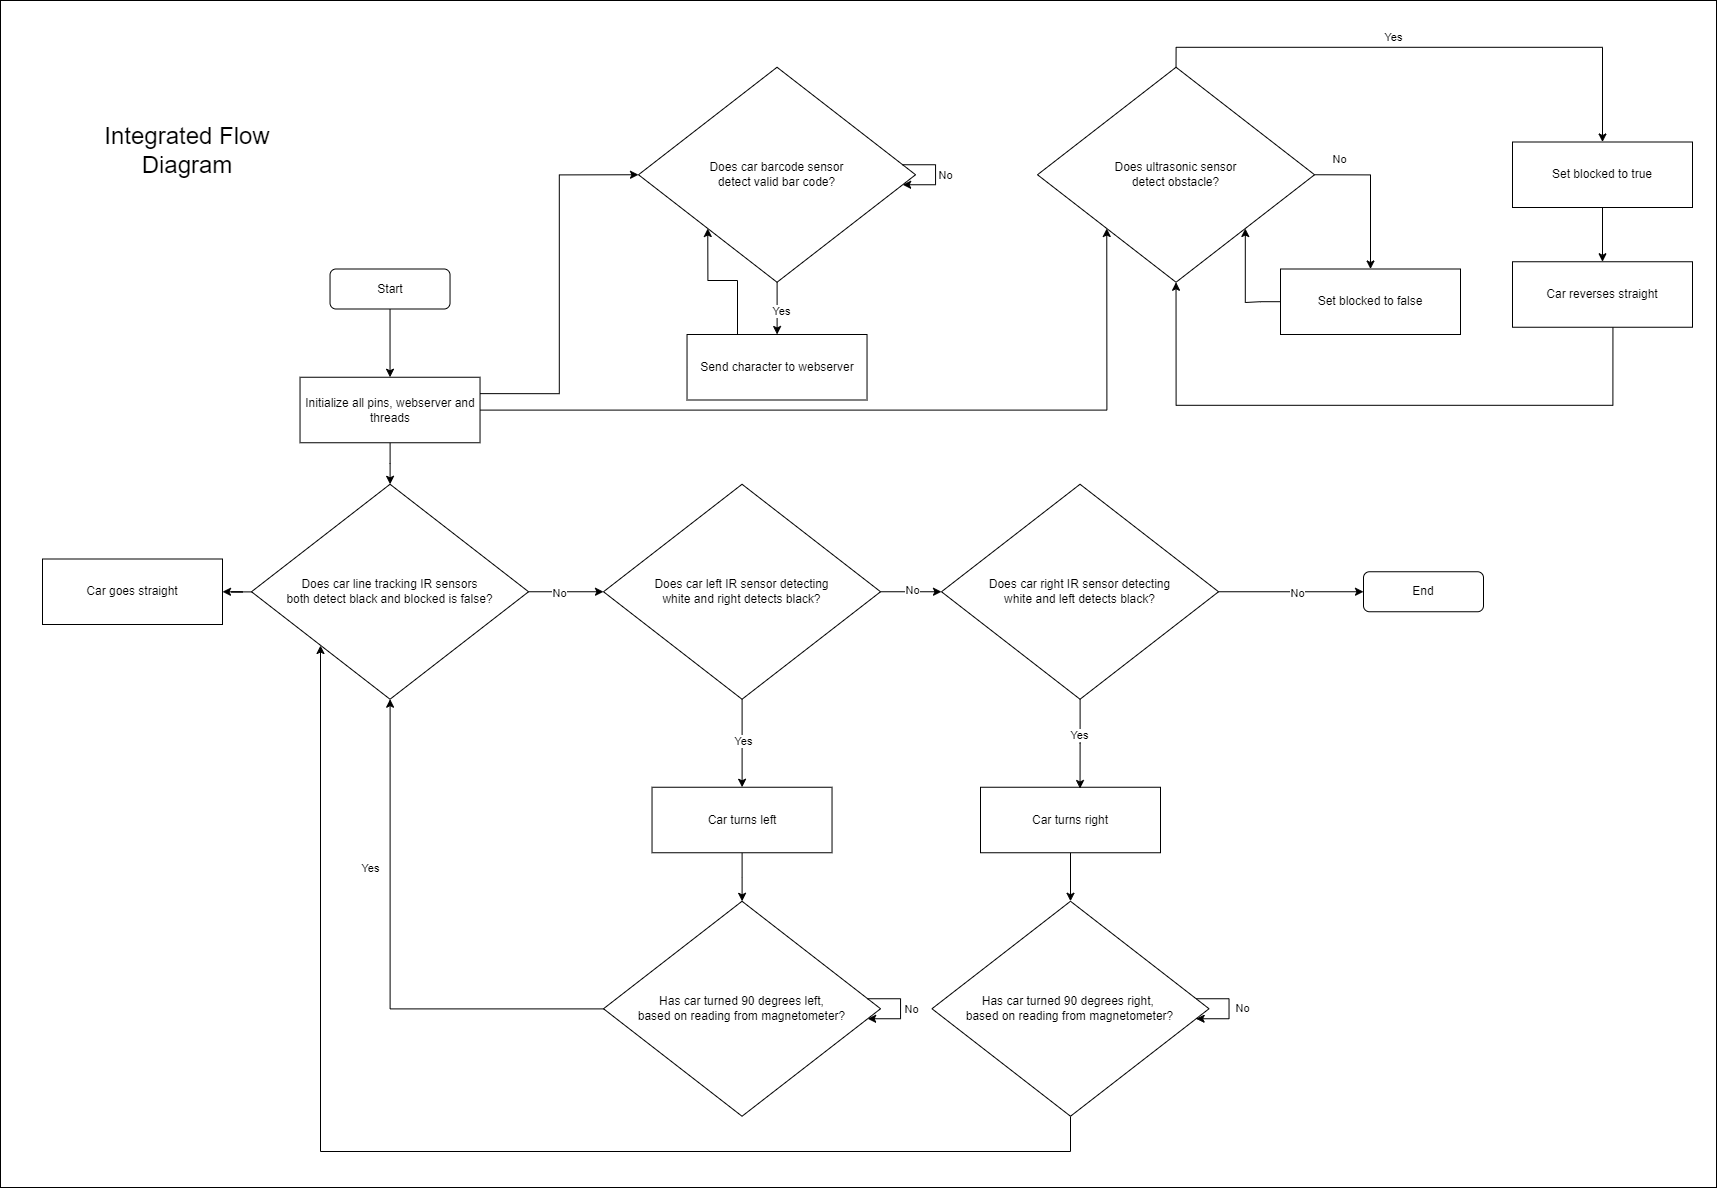 Integrated Flow
Diagram
Yes
Does car barcode sensor
detect valid bar code?
No
Does ultrasonic sensor
detect obstacle?
No
Set blocked to true
Start
Yes
Set blocked to false
Car reverses straight
Send character to webserver
Initialize all pins, webserver and
threads
Car goes straight
Does car line tracking IR sensors
both detect black and blocked is false?
No
Does car left IR sensor detecting
white and right detects black?
No
Does car right IR sensor detecting
white and left detects black?
No
End
Yes
Yes
Car turns left
Car turns right
Yes
Has car turned 90 degrees left,
based on reading from magnetometer?
No
Has car turned 90 degrees right,
based on reading from magnetometer?
No